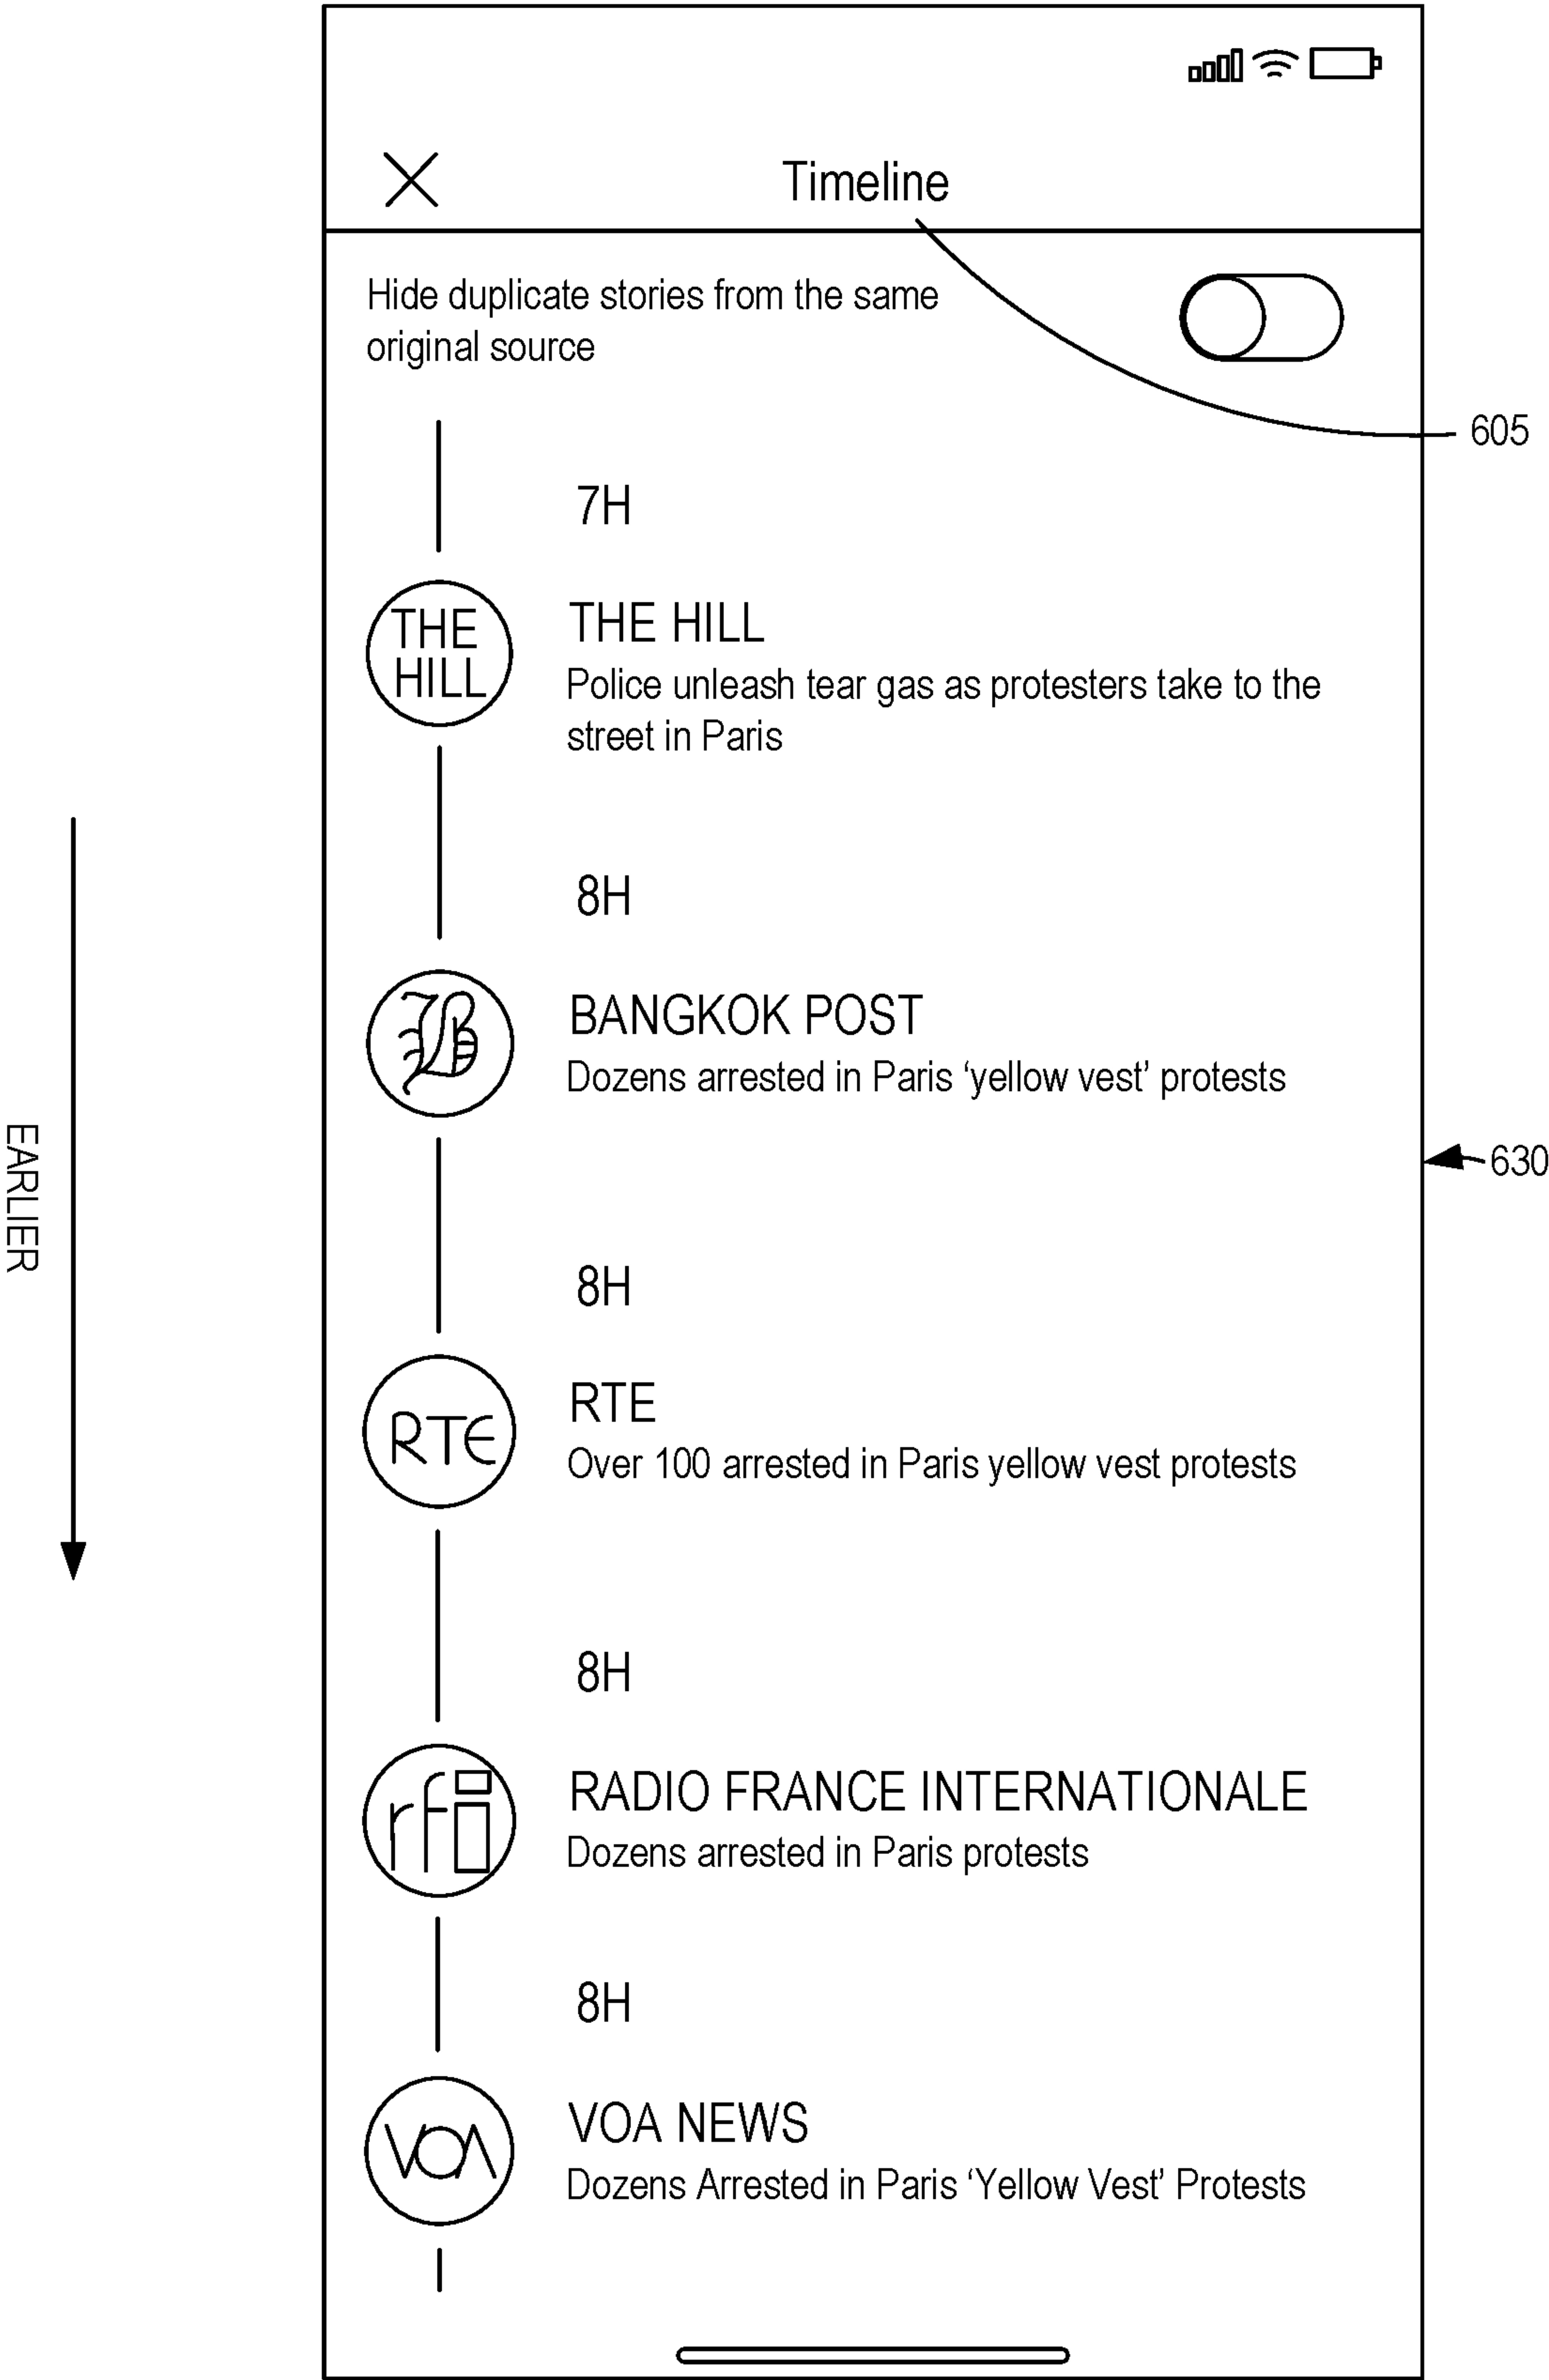 Timeline
Hide duplicate stories from the same
original source
605
7H
THE
HILL
THE HILL
Police unleash tear gas as protesters take to the
street in Paris
8H
B
BANGKOK POST
Dozens arrested in Paris ‘yellow vest’ protests
EARLIER
630
8H
RTE
RTE
Over 100 arrested in Paris yellow vest protests
8H
rfi
RADIO FRANCE INTERNATIONALE
Dozens arrested in Paris protests
8H
VOA
VOA NEWS
Dozens Arrested in Paris ‘Yellow Vest’ Protests